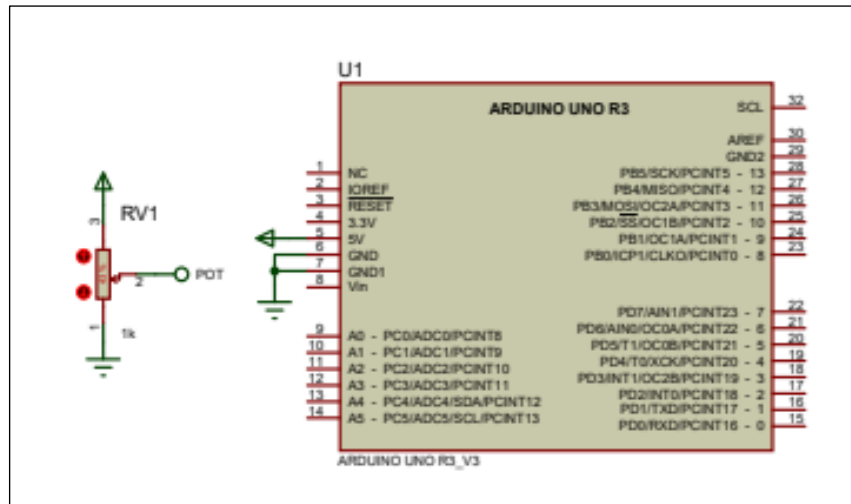 U1
ARDUINO UNO R3
SCL 32
AREF 30
GND2 29
1 NC
PB5/SCK/PCINT5 - 13 28
2 IOREF
PB4/MISO/PCINT4 - 12 27
3 RESET
PB3/MOSI/OC2A/PCINT3 - 11 26
4 3.3V
PB2/SS/OC1B/PCINT2 - 10 25
5 5V
PB1/OC1A/PCINT1 - 9 24
6 GND
PB0/ICP1/CLKO/PCINT0 - 8 23
7 GND1
8 Vin
RV1
3
2
POT
1
1k
PD7/AIN1/PCINT23 - 7 22
PD6/AIN0/OC0A/PCINT22 - 6 21
9 A0 - PC0/ADC0/PCINT8
PD5/T1/OC0B/PCINT21 - 5 20
10 A1 - PC1/ADC1/PCINT9
PD4/T0/XCK/PCINT20 - 4 19
11 A2 - PC2/ADC2/PCINT10
PD3/INT1/OC2B/PCINT19 - 3 18
12 A3 - PC3/ADC3/PCINT11
PD2/INT0/PCINT18 - 2 17
13 A4 - PC4/ADC4/SDA/PCINT12
PD1/TXD/PCINT17 - 1 16
14 A5 - PC5/ADC5/SCL/PCINT13
PD0/RXD/PCINT16 - 0 15
ARDUINO UNO R3_V3